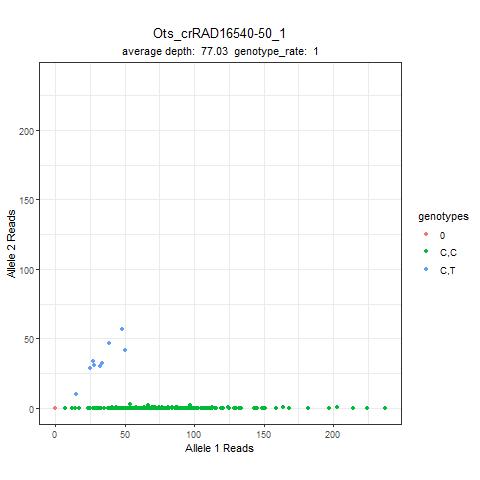 Ots_crRAD16540-50_1
average depth: 77.03 genotype_rate: 1
Allele 2 Reads
200
150
100
50
0
0 50 100 150 200
Allele 1 Reads
genotypes
0
C,C
C,T